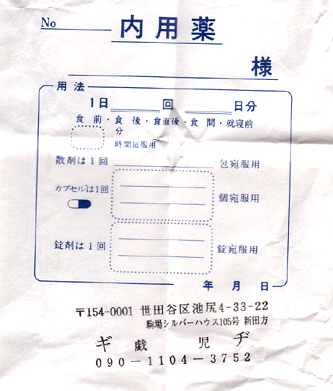 No
内用薬
様
用法
1日 回 日分
食前・食後・食直後・食間・就寝前
分
時間毎服用
散剤は1回 包宛服用
カプセルは1回 個宛服用
錠剤は1回 錠宛服用
年 月 日
〒154-0001 世田谷区池尻4-33-22
駒場シルバーハウス105号 新田方
ギ 戯 児 ヂ
090-1104-3752